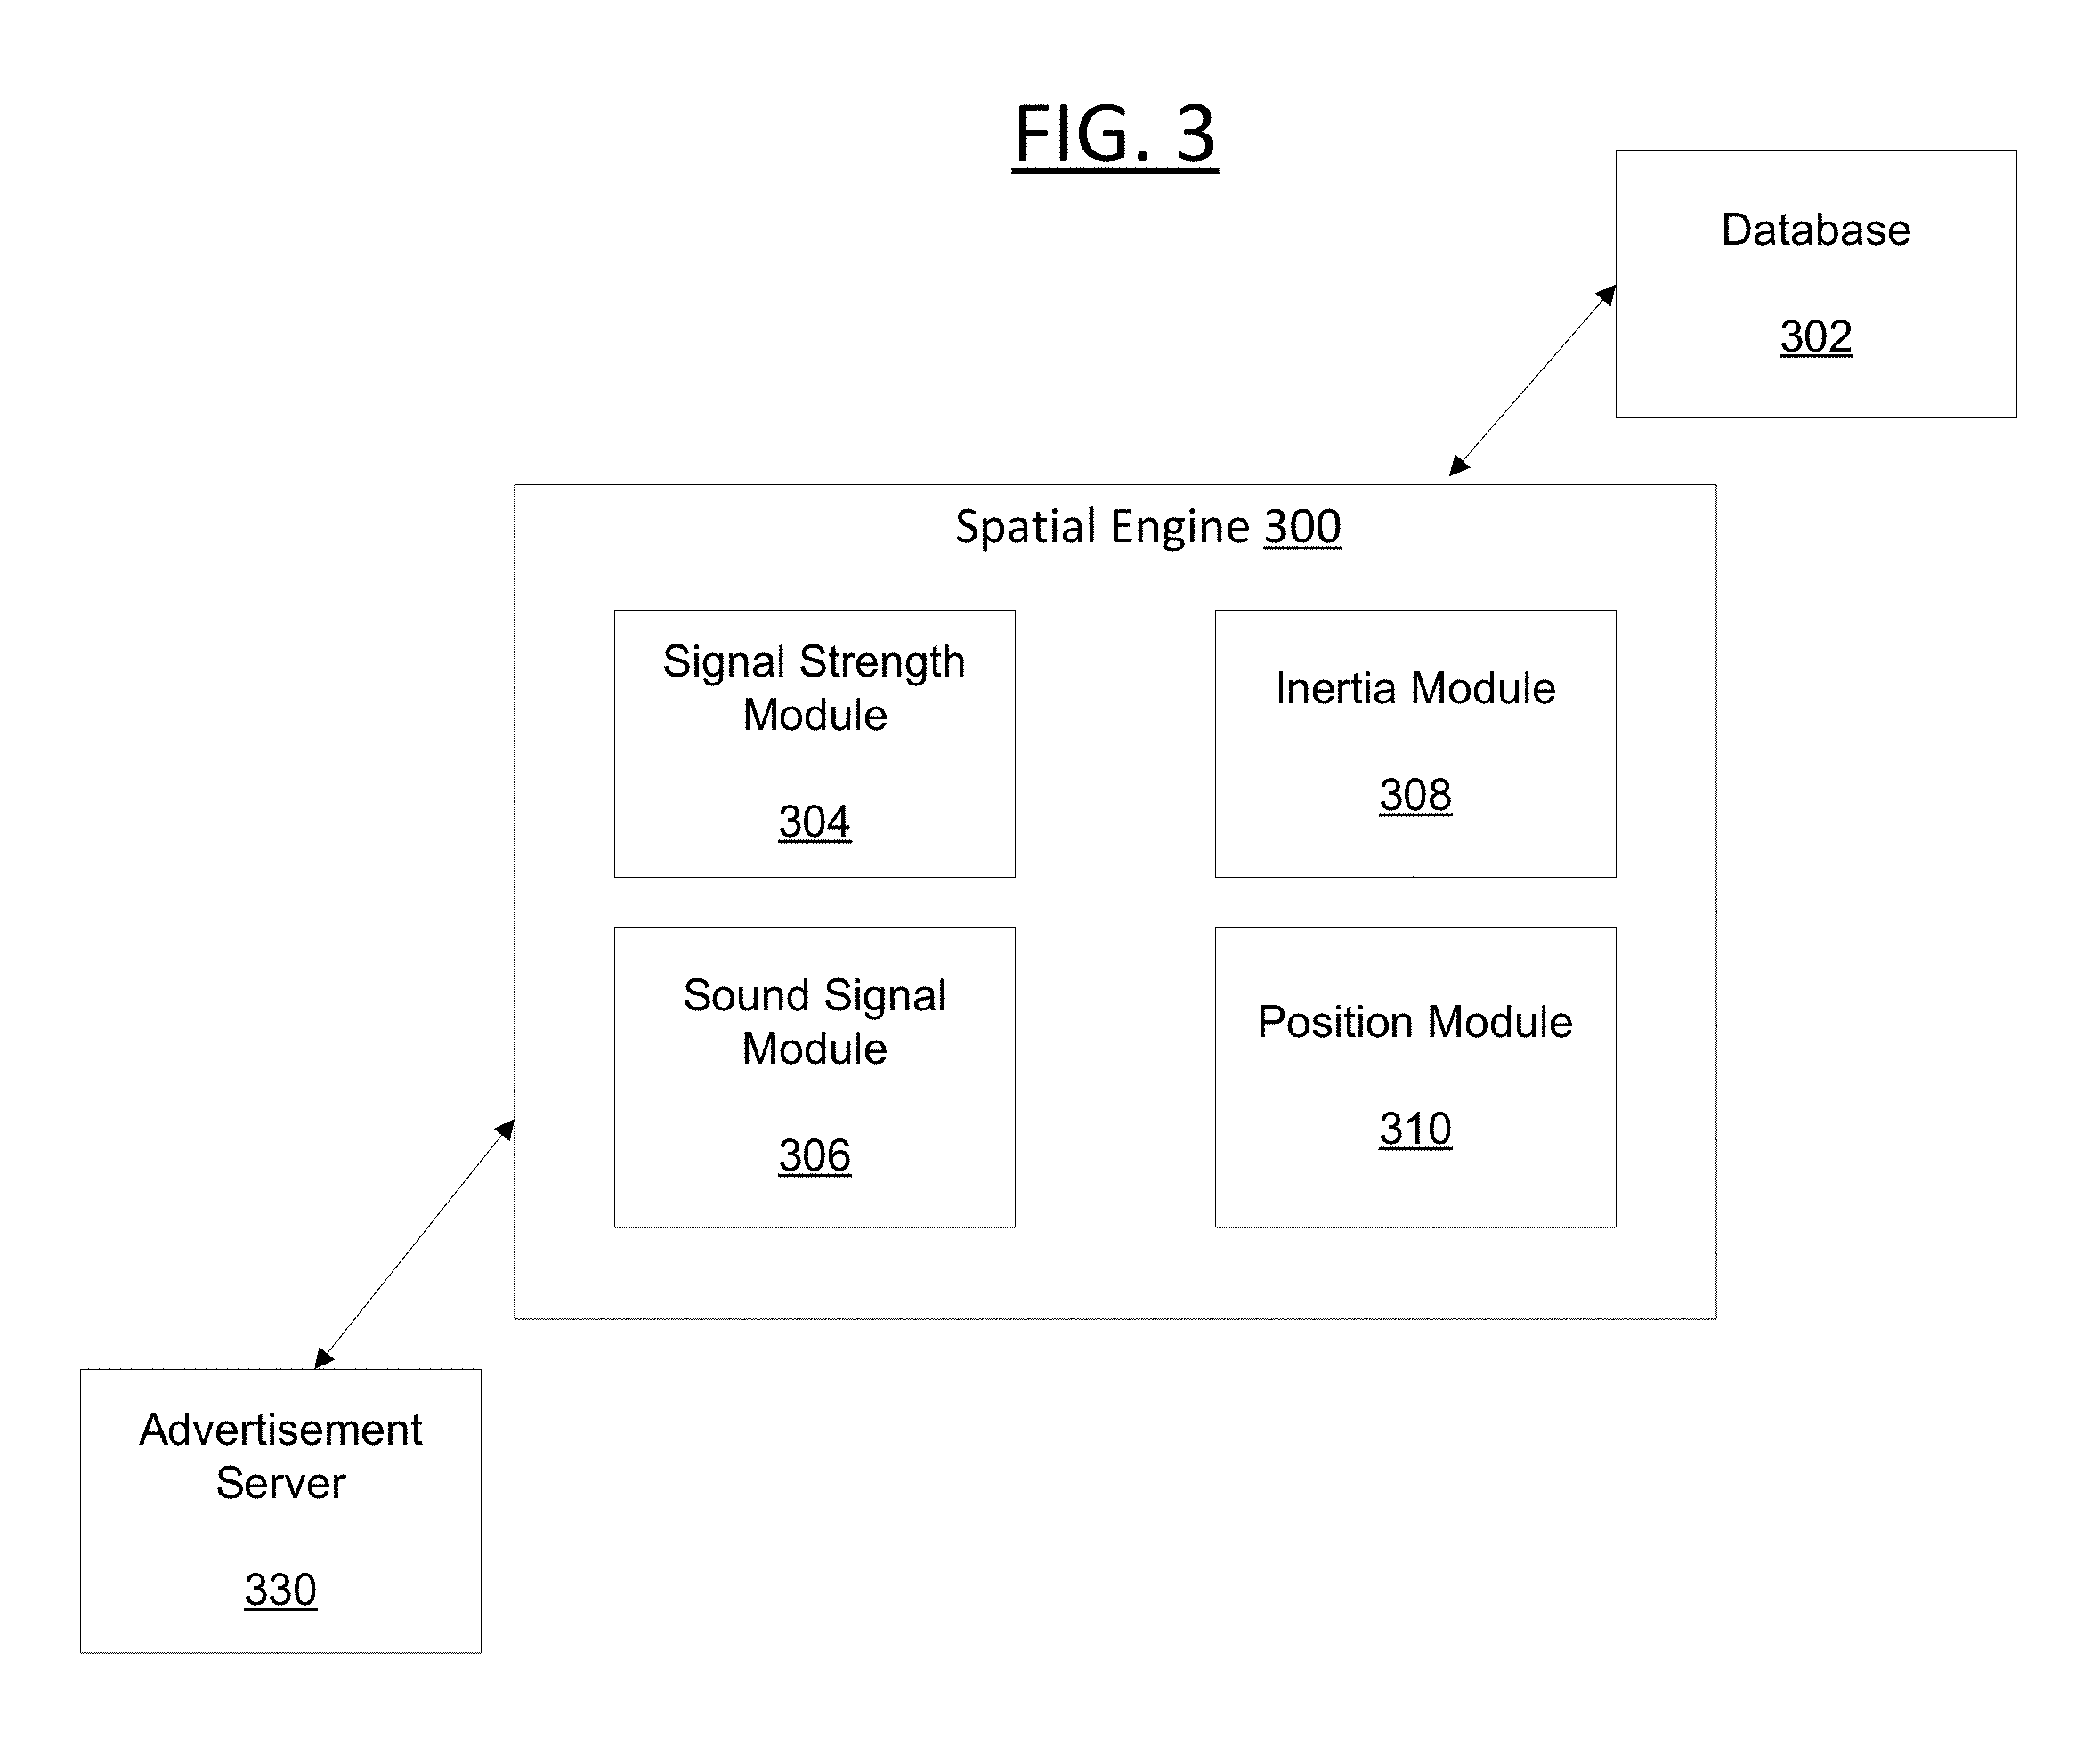 FIG. 3
Database
302
Spatial Engine 300
Signal Strength
Module
304
Inertia Module
308
Sound Signal
Module
306
Position Module
310
Advertisement
Server
330